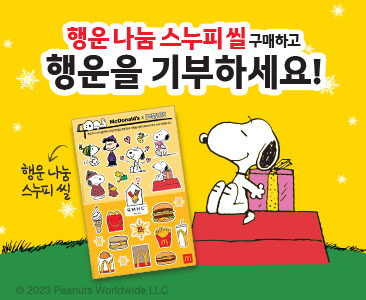 행운 나눔 스누피 씰 구매하고
행운을 기부하세요!
McDonald's ×
행운 나눔
스누피 씰
RMHC
© 2023 Peanuts Worldwide LLC